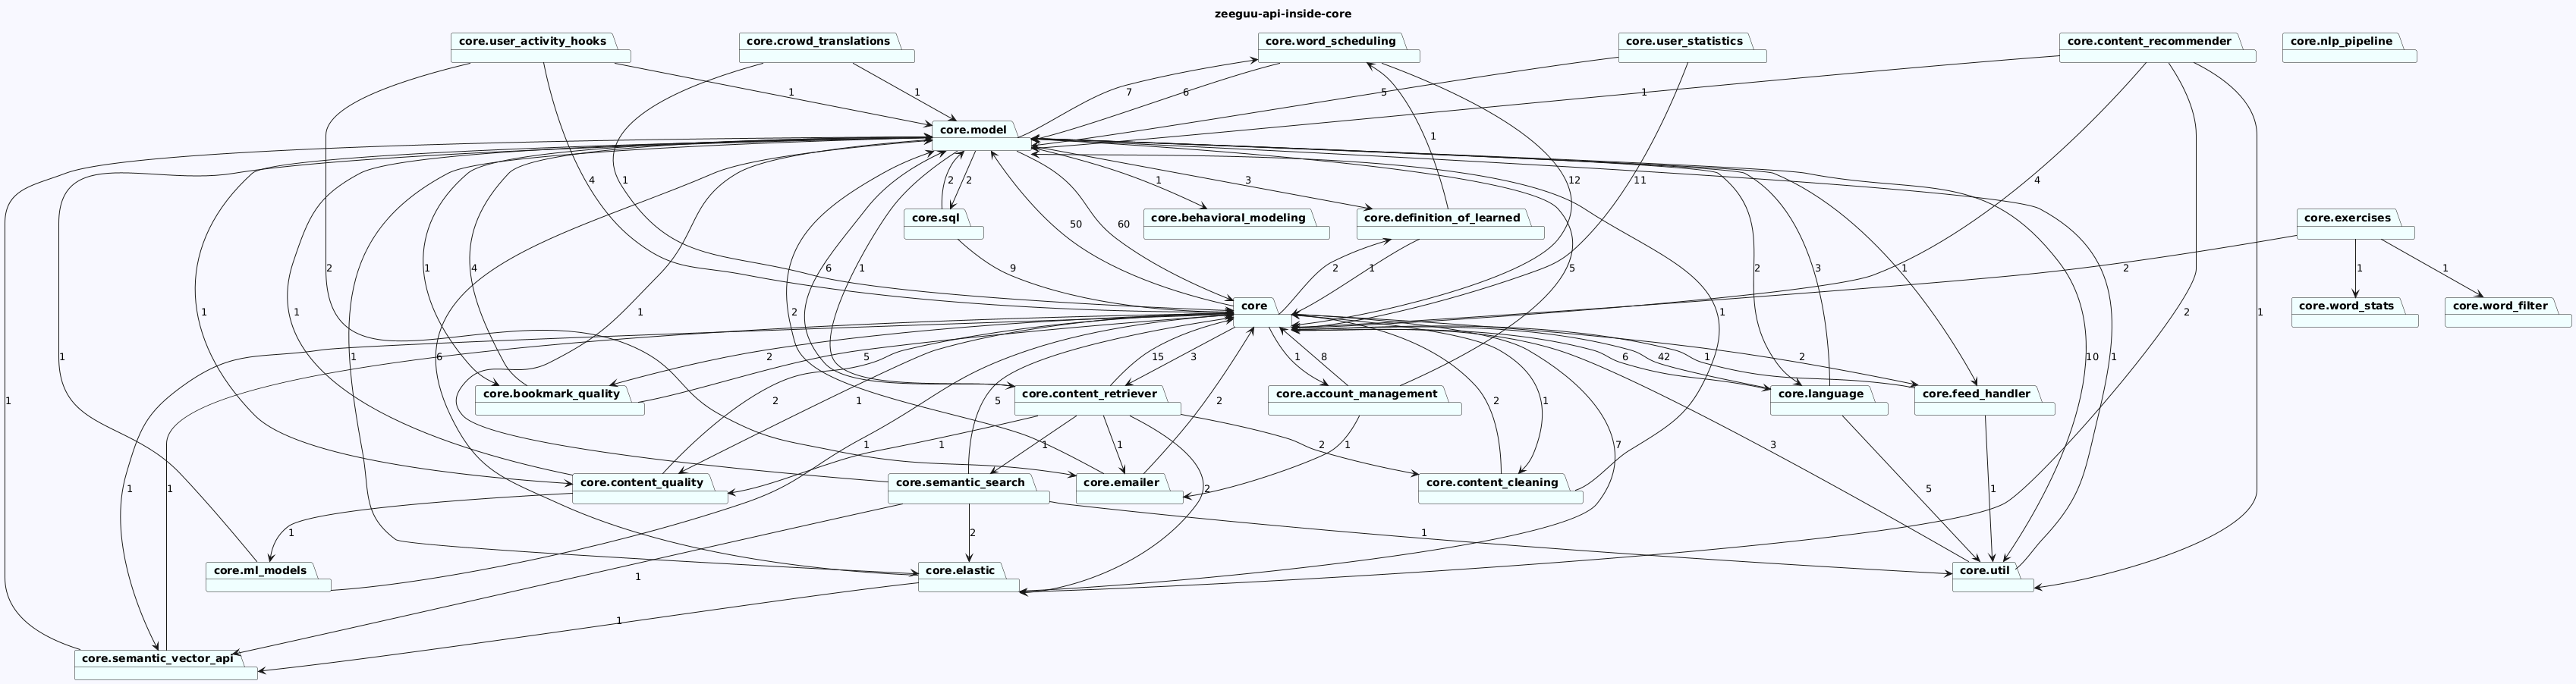 zeeguu-api-inside-core
core.user_activity_hooks
core.crowd_translations
core.word_scheduling
core.user_statistics
core.content_recommender
core.nlp_pipeline
1
1
7
6
5
1
core.model
1
4
1
2
2
1
3
12
11
4
core.sql
core.behavioral_modeling
core.definition_of_learned
core.exercises
50
60
2
1
4
2
9
6
1
2
1
5
2
3
1
2
1
1
core
core.word_stats
core.word_filter
1
1
2
1
1
2
1
1
6
2
5
15
3
1
8
6
42
1
2
10
1
core.bookmark_quality
core.content_retriever
core.account_management
core.language
core.feed_handler
1
2
1
5
2
1
2
1
1
1
1
1
2
1
7
3
core.content_quality
core.semantic_search
core.emailer
core.content_cleaning
1
1
2
2
5
1
1
2
1
core.ml_models
core.elastic
core.util
1
1
core.semantic_vector_api